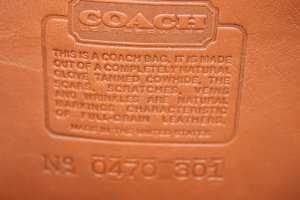 COACH
THIS IS A COACH BAG. IT IS MADE
OUT OF A COMPLETELY NATURAL
GLOVE TANNED COWHIDE, THE
SCARS, SCRATCHES, VEINS
AND WRINKLES ARE NATURAL
MARKINGS CHARACTERISTIC
OF FULL-GRAIN LEATHERS.
MADE IN THE UNITED STATES
No 0470 301